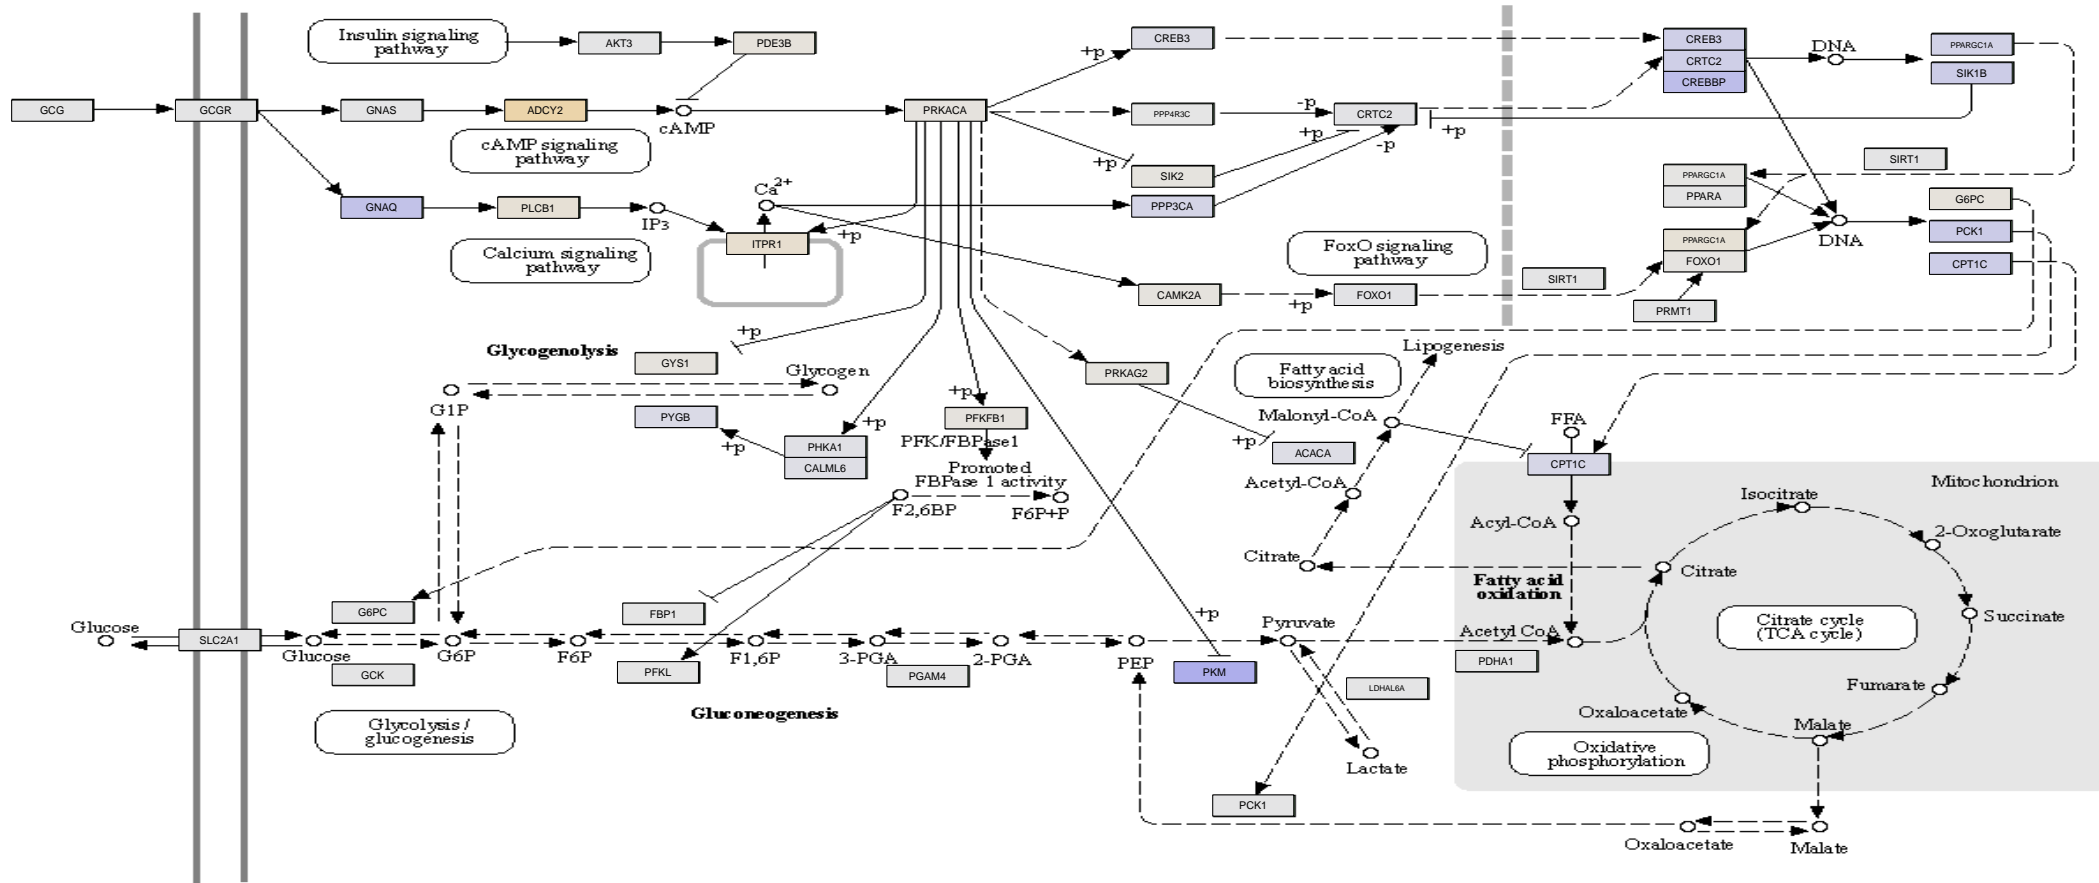 Insulin signaling
pathway
AKT3
PDE3B
CREB3
CREB3
CRTC2
CREBBP
DNA
PPARGC1A
SIK1B
+p
GCG
GCGR
GNAS
ADCY2
cAMP
PRKACA
PPP4R3C
-p
CRTC2
+p
+p
-p
+p
cAMP signaling
pathway
SIK2
SIRT1
PPARGC1A
PPARA
G6PC
GNAQ
PLCB1
IP3
Ca2+
PPP3CA
ITPR1
+p
Calcium signaling
pathway
FoxO signaling
pathway
PPARGC1A
FOXO1
DNA
PCK1
CPT1C
SIRT1
CAMK2A
+p
FOXO1
PRMT1
+p
Glycogenolysis
GYS1
Glycogen
PRKAG2
Lipogenesis
Fatty acid
biosynthesis
G1P
PYGB
+p
+p
PHKA1
CALML6
+p
PFKFB1
PFK/FBPase1
Promoted
FBPase 1 activity
F2,6BP
F6P+P
Malonyl-CoA
+p
ACACA
FFA
CPT1C
Acetyl-CoA
Mitochondrion
Isocitrate
Acyl-CoA
2-Oxoglutarate
Citrate
Citrate
Fatty acid
oxidation
G6PC
FBP1
+p
Succinate
Citrate cycle
(TCA cycle)
Glucose
SLC2A1
Glucose
G6P
F6P
F1,6P
3-PGA
2-PGA
PEP
Pyruvate
Acetyl CoA
GCK
PFKL
PGAM4
PKM
PDHA1
LDHAL6A
Fumarate
Gluconeogenesis
Glycolysis /
glucogenesis
Oxaloacetate
Malate
Oxidative
phosphorylation
Lactate
PCK1
Oxaloacetate
Malate